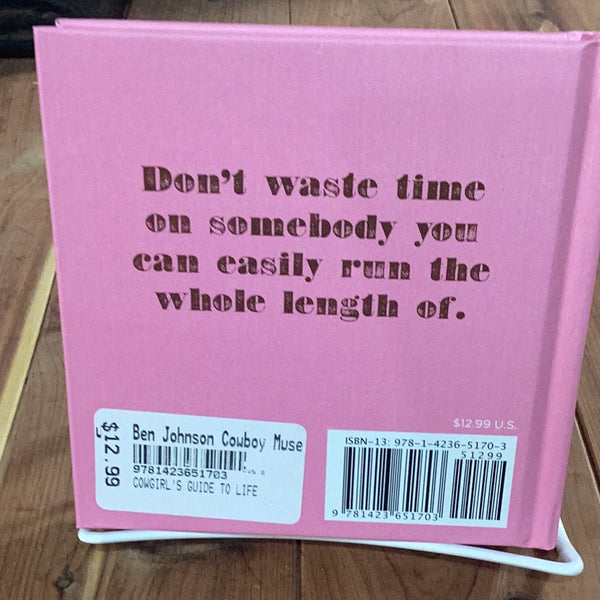 Don't waste time
on somebody you
can easily run the
whole length of.
$12.99 U.S.
$12.99
Ben Johnson Cowboy Muse
9781423651703
COWGIRL'S GUIDE TO LIFE
ISBN-13: 978-1-4236-5170-3
51299
9 781423 651703